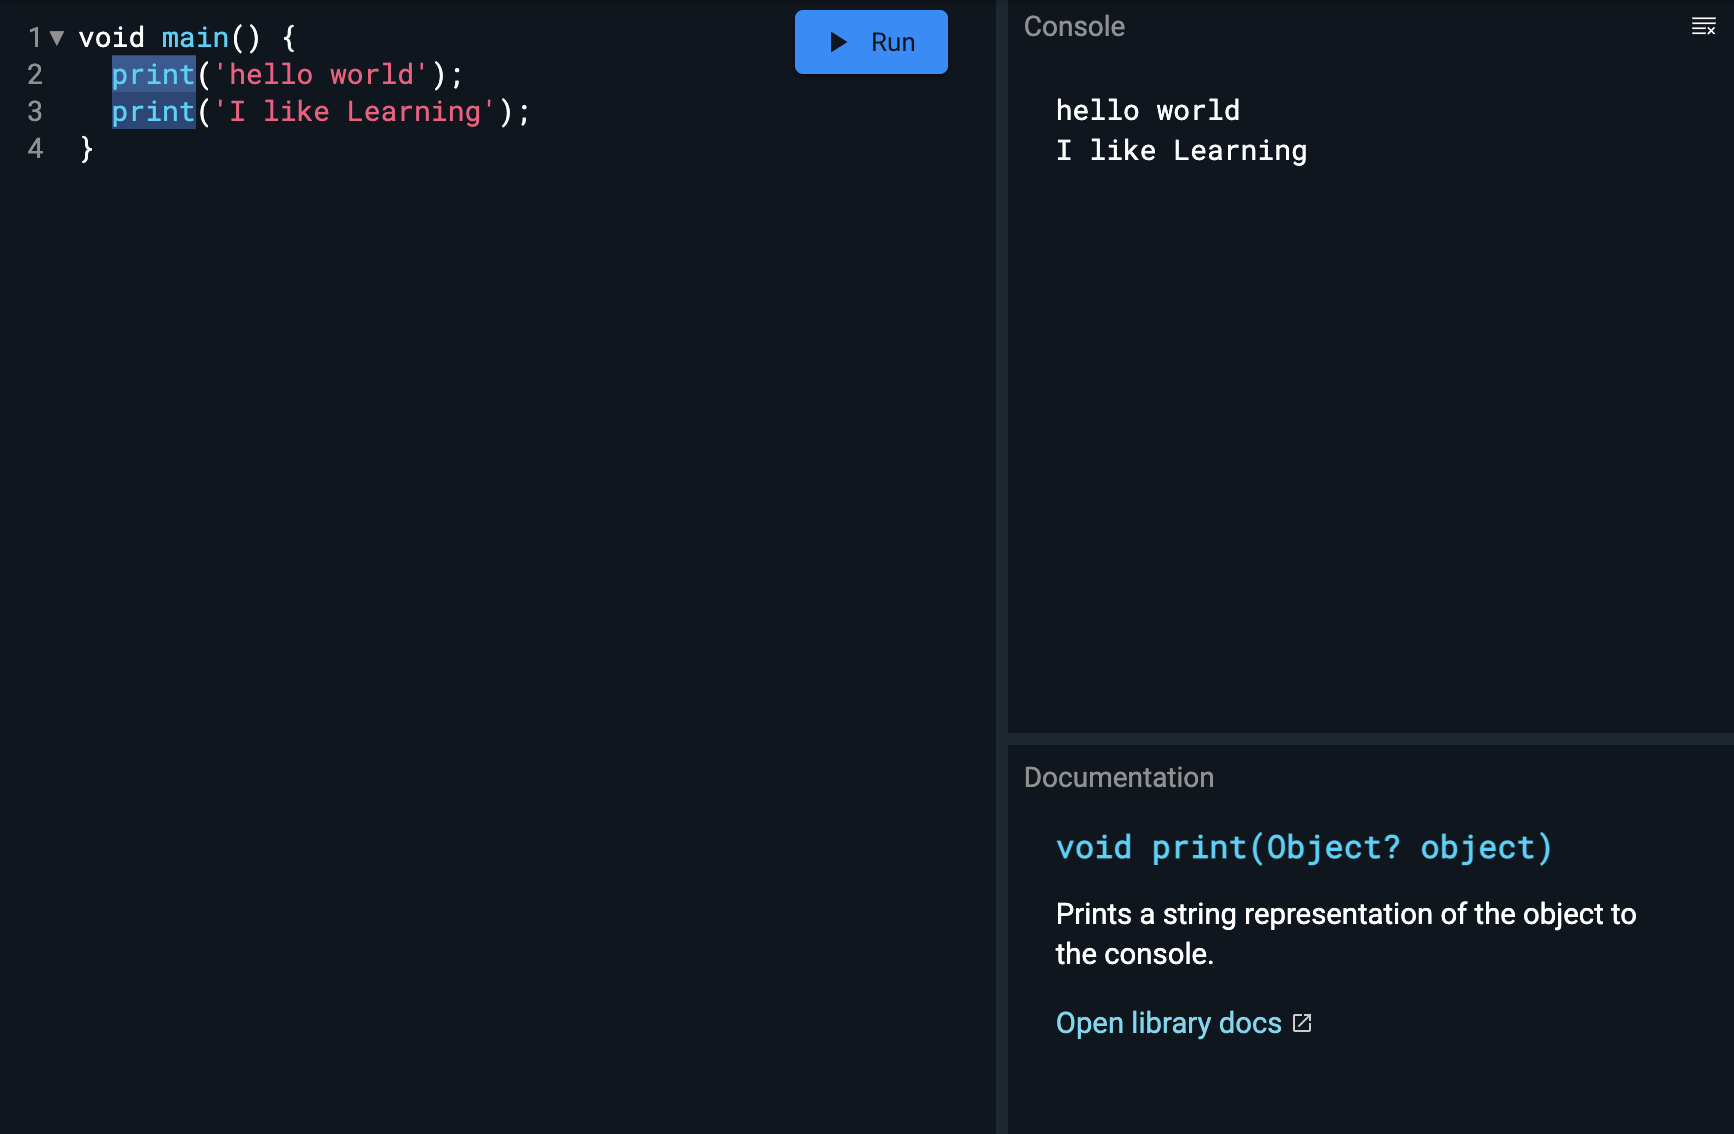 1 void main() {
2 print('hello world');
3 print('I like Learning');
4 }
Run
Console
hello world
I like Learning
Documentation
void print(Object? object)
Prints a string representation of the object to
the console.
Open library docs